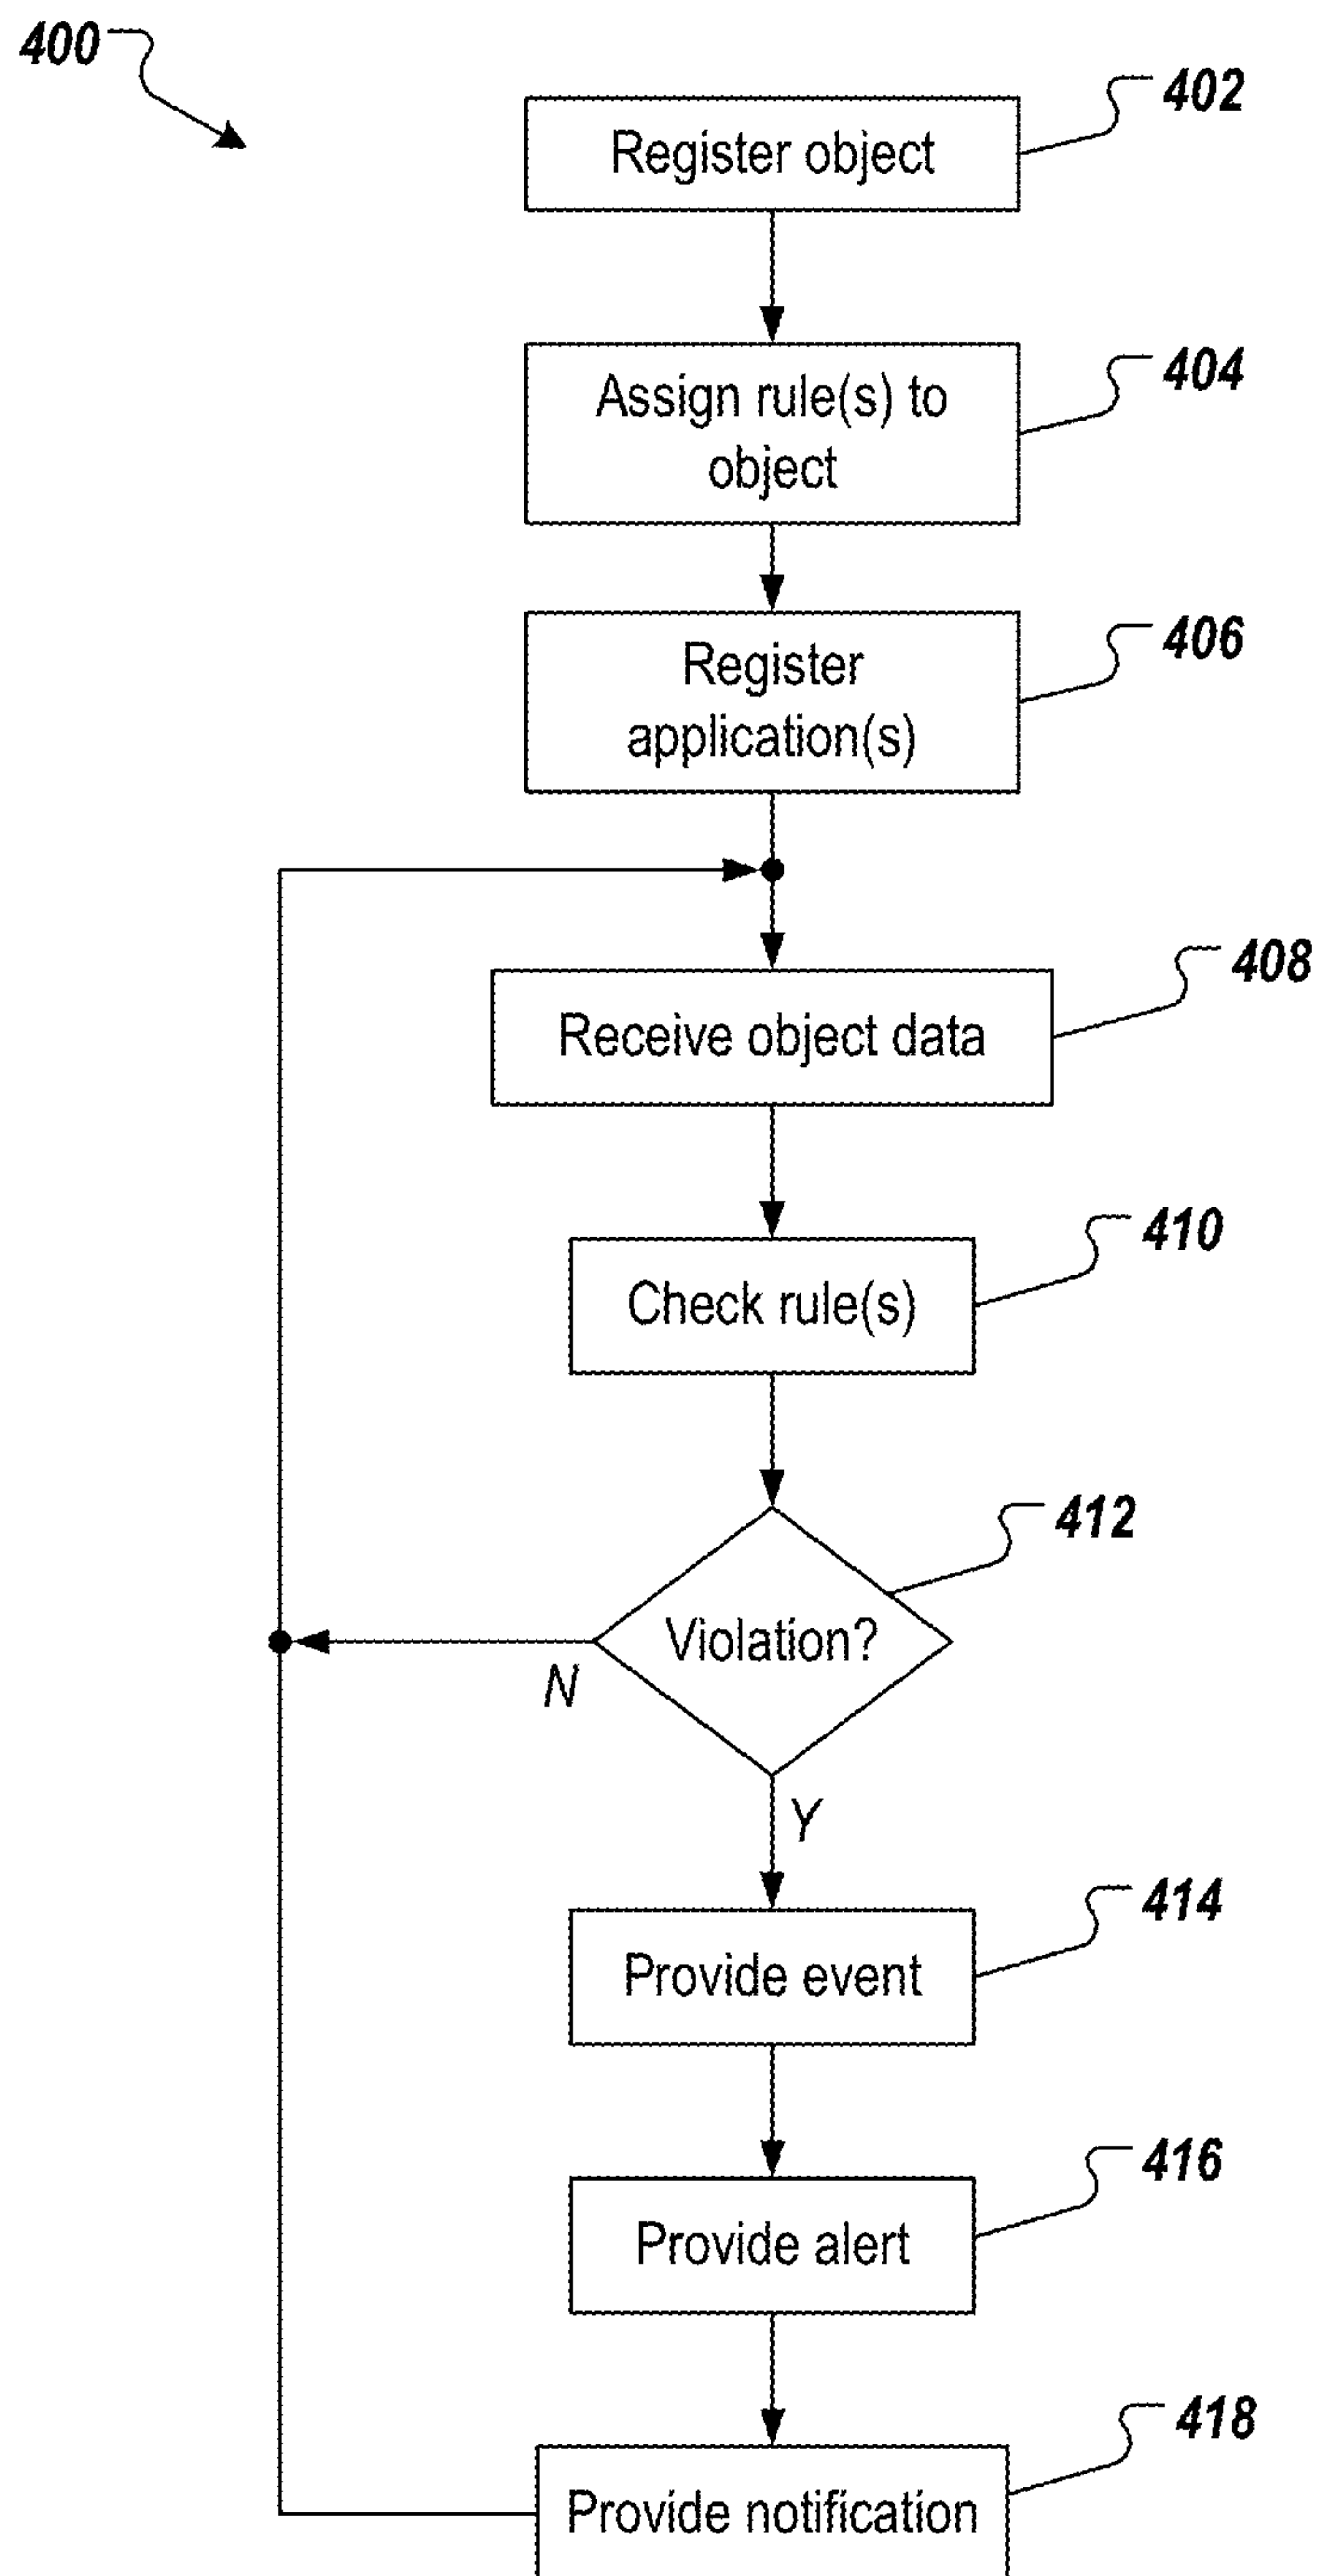 400
402
Register object
404
Assign rule(s) to
object
406
Register
application(s)
408
Receive object data
410
Check rule(s)
412
Violation?
N
Y
414
Provide event
416
Provide alert
418
Provide notification